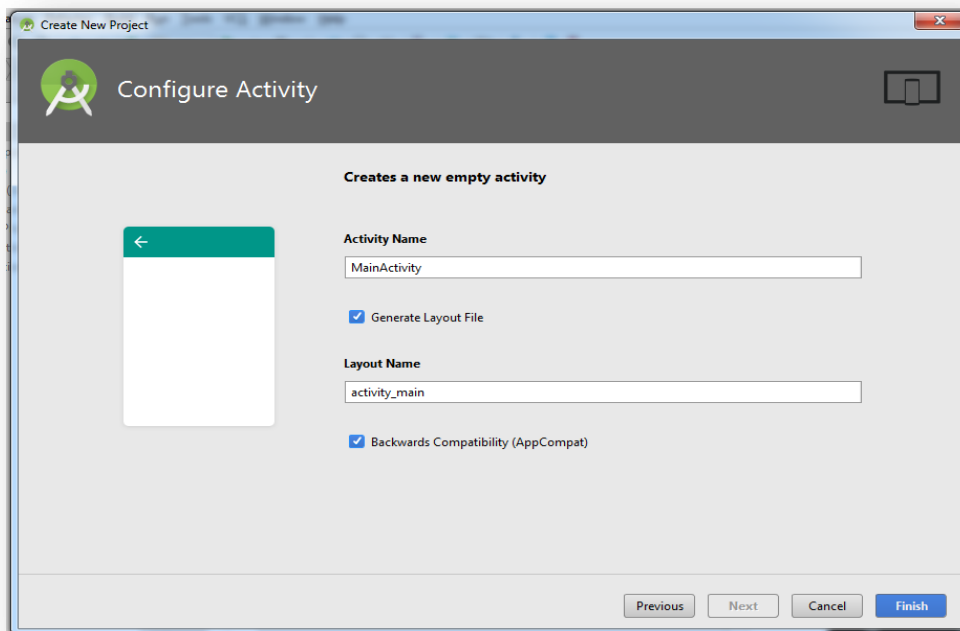 Create New Project
Configure Activity
Creates a new empty activity
Activity Name
MainActivity
Generate Layout File
Layout Name
activity_main
Backwards Compatibility (AppCompat)
Previous Next Cancel Finish